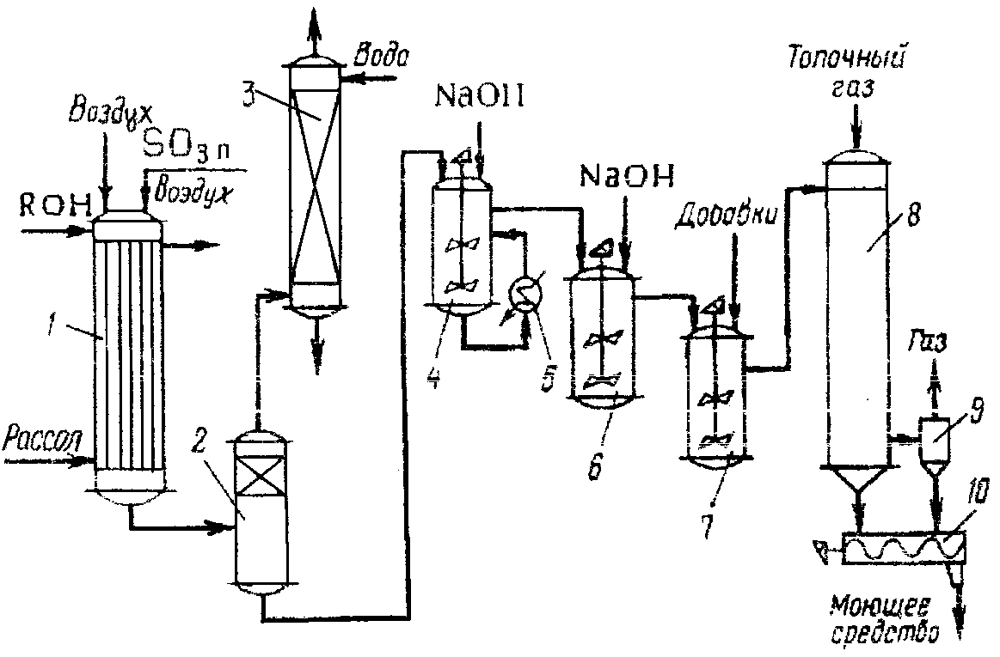 Вода
3
Воздух
SO₃ п
Воздух
ROH
NaOH
Топочный
газ
NaOH
Добавки
8
1
4
5
Газ
9
Рассол
2
6
7
10
Моющее
средство